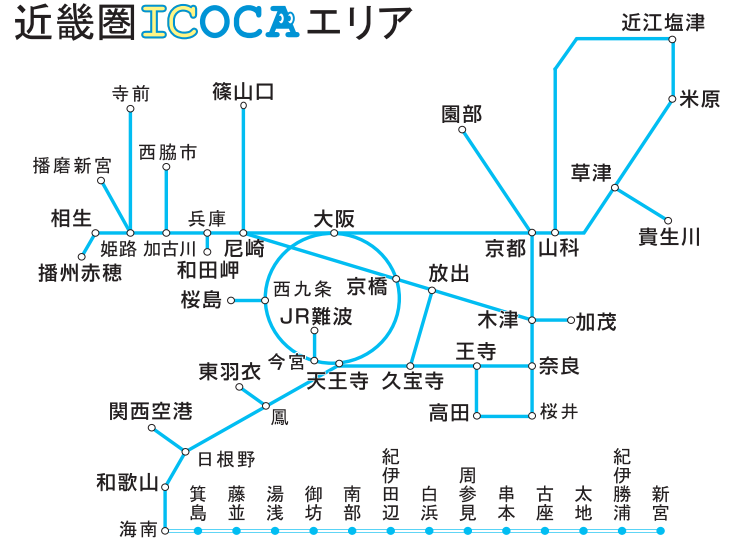 近畿圏ICOCAエリア
近江塩津
寺前
篠山口
米原
園部
西脇市
播磨新宮
草津
相生
兵庫
大阪
貴生川
姫路
加古川
尼崎
京都
山科
播州赤穂
和田岬
放出
桜島
西九条
京橋
JR難波
木津
加茂
今宮
王寺
東羽衣
天王寺
久宝寺
奈良
関西空港
鳳
高田
桜井
日根野
和歌山
海南
箕島
藤並
湯浅
御坊
南部
紀伊田辺
白浜
周参見
串本
古座
太地
紀伊勝浦
新宮